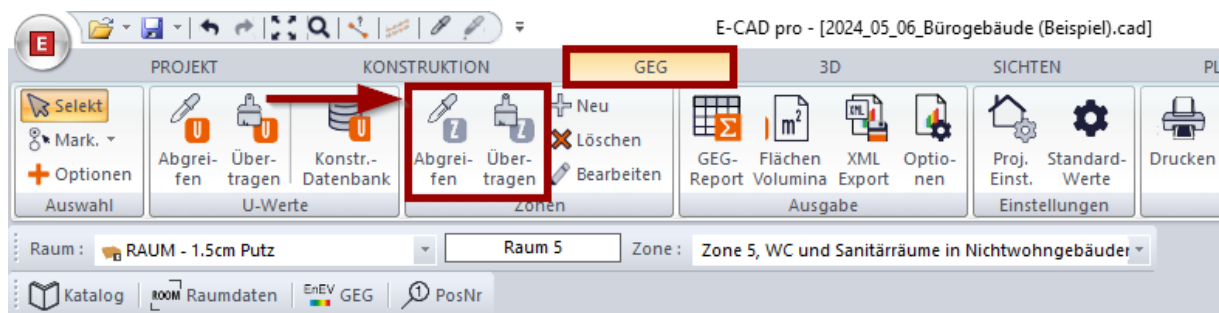 E
E-CAD pro - [2024_05_06_Bürogebäude (Beispiel).cad]
PROJEKT KONSTRUKTION GEG 3D SICHTEN PL
Selekt
Mark.
Optionen
Auswahl
Abgrei-
fen
Über-
tragen
Konstr.-
Datenbank
U-Werte
Abgrei-
fen
Über-
tragen
Neu
Löschen
Bearbeiten
Zonen
GEG-
Report
Flächen
Volumina
XML
Export
Optio-
nen
Ausgabe
Proj.
Einst.
Standard-
Werte
Einstellungen
Drucken
Raum : RAUM - 1.5cm Putz Raum 5 Zone : Zone 5, WC und Sanitärräume in Nichtwohngebäuder
Katalog ROOM Raumdaten EnEV GEG PosNr